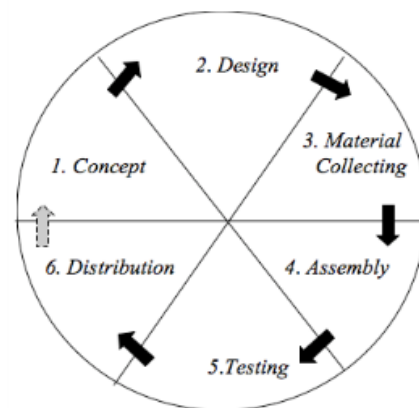 1. Concept
2. Design
3. Material
Collecting
4. Assembly
5.Testing
6. Distribution